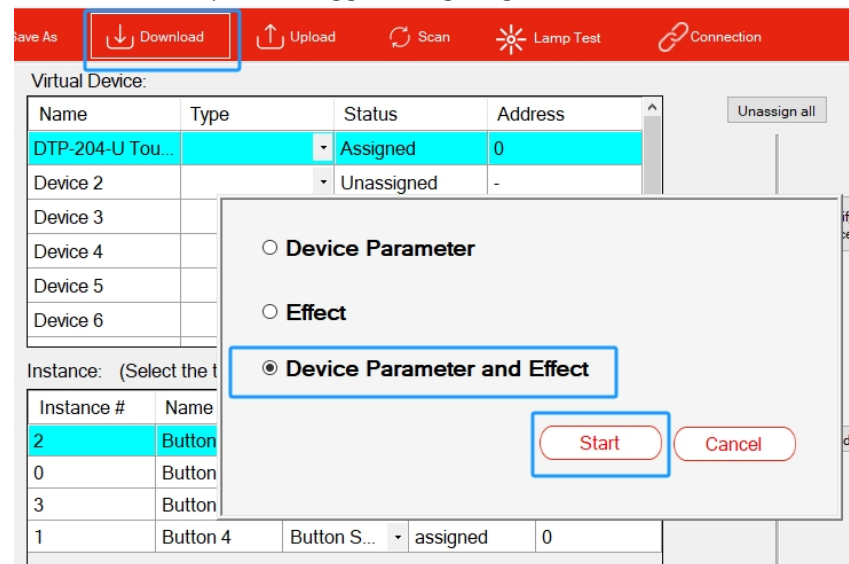 Save As Download Upload Scan Lamp Test Connection
Virtual Device:
Name Type Status Address
Unassign all
DTP-204-U Tou... Assigned 0
Device 2 Unassigned -
Device 3
Device 4
Device 5
Device 6
Device Parameter
Effect
Device Parameter and Effect
Start Cancel
Instance: (Select the t
Instance # Name
2 Button
0 Button
3 Button
1 Button 4 Button S... assigned 0